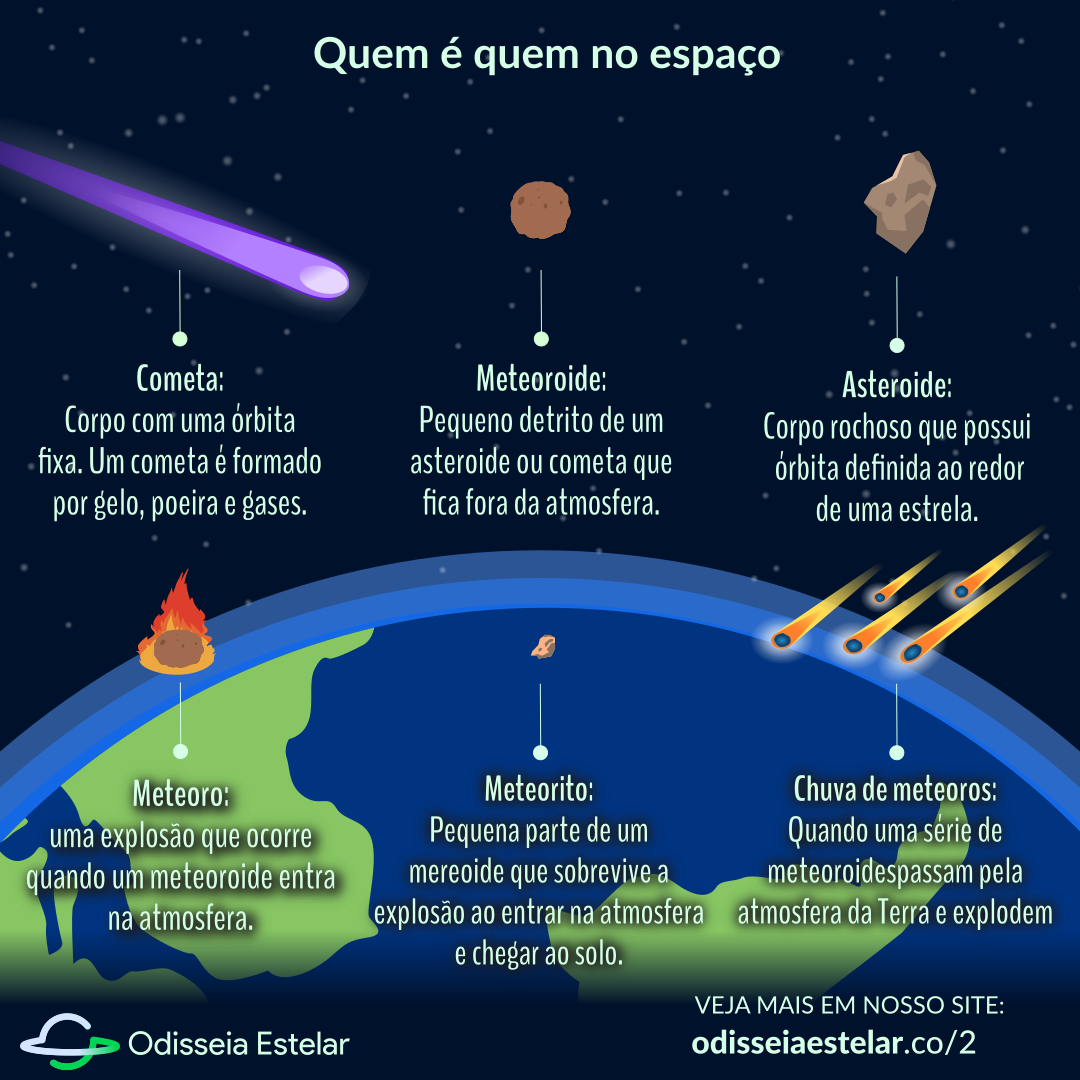 Quem é quem no espaço
Cometa:
Corpo com uma órbita
fixa. Um cometa é formado
por gelo, poeira e gases.
Meteoroide:
Pequeno detrito de um
asteroide ou cometa que
fica fora da atmosfera.
Asteroide:
Corpo rochoso que possui
órbita definida ao redor
de uma estrela.
Meteoro:
uma explosão que ocorre
quando um meteoroide entra
na atmosfera.
Meteorito:
Pequena parte de um
mereoide que sobrevive a
explosão ao entrar na atmosfera
e chegar ao solo.
Chuva de meteoros:
Quando uma série de
meteoroidespassam pela
atmosfera da Terra e explodem
Odisseia Estelar
VEJA MAIS EM NOSSO SITE:
odisseiaestelar.co/2